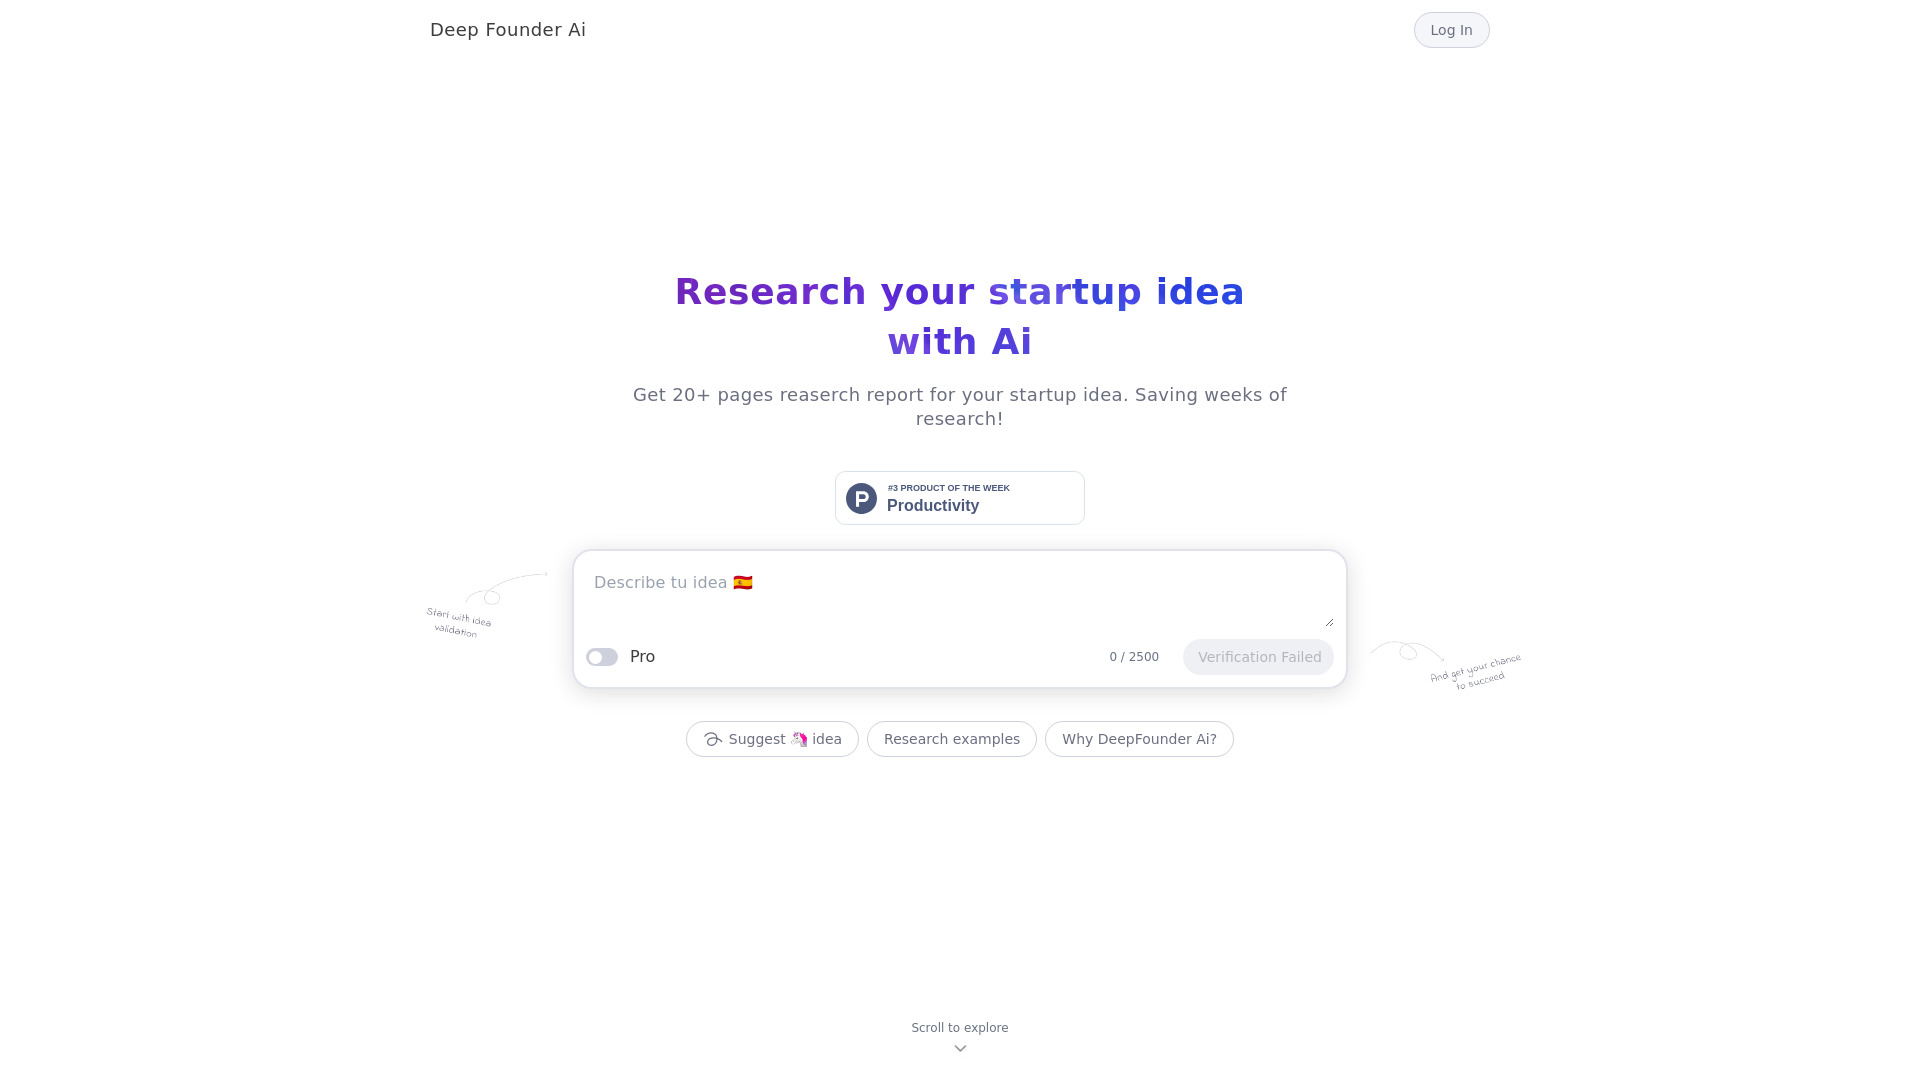 Deep Founder Ai
Log In
Research your startup idea
with Ai
Get 20+ pages reaserch report for your startup idea. Saving weeks of
research!
#3 PRODUCT OF THE WEEK
Productivity
Describe tu idea 🇪🇸
Start with idea
validation
Pro
0 / 2500
Verification Failed
And get your chance
to succeed
Suggest 🦄 idea
Research examples
Why DeepFounder Ai?
Scroll to explore